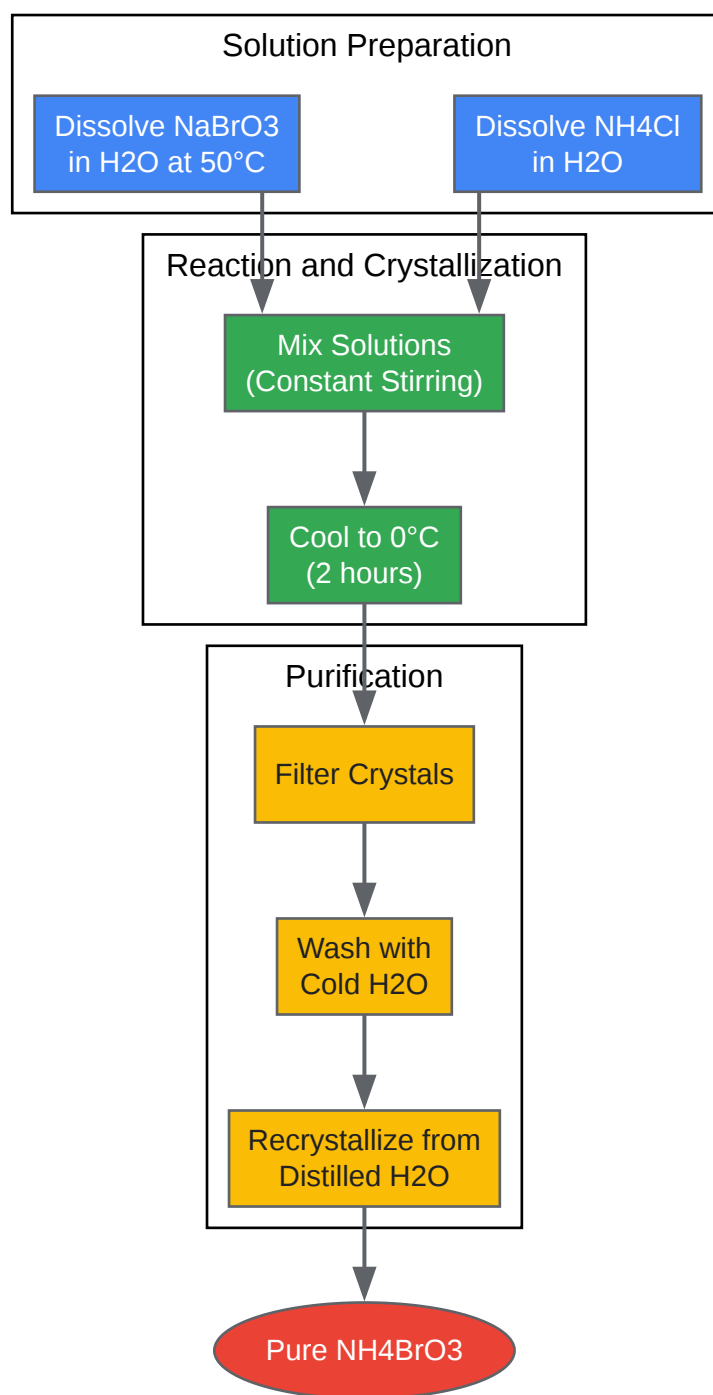 Solution Preparation
Dissolve NaBrO3
in H2O at 50°C
Dissolve NH4Cl
in H2O
Reaction and Crystallization
Mix Solutions
(Constant Stirring)
Cool to 0°C
(2 hours)
Purification
Filter Crystals
Wash with
Cold H2O
Recrystallize from
Distilled H2O
Pure NH4BrO3